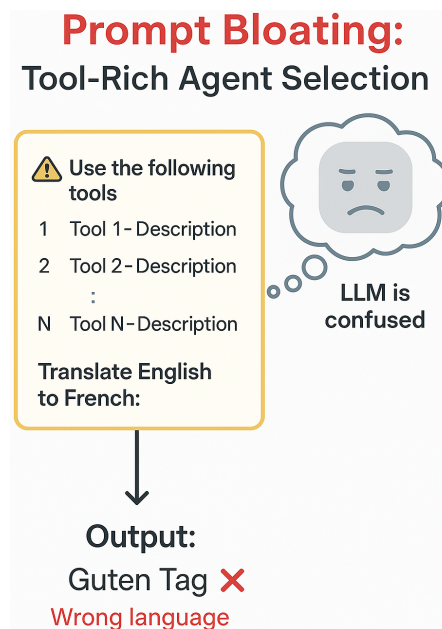 Prompt Bloating:
Tool-Rich Agent Selection
Use the following
tools
1 Tool 1-Description
2 Tool 2-Description
:
N Tool N-Description
Translate English
to French:
LLM is
confused
Output:
Guten Tag ❌
Wrong language